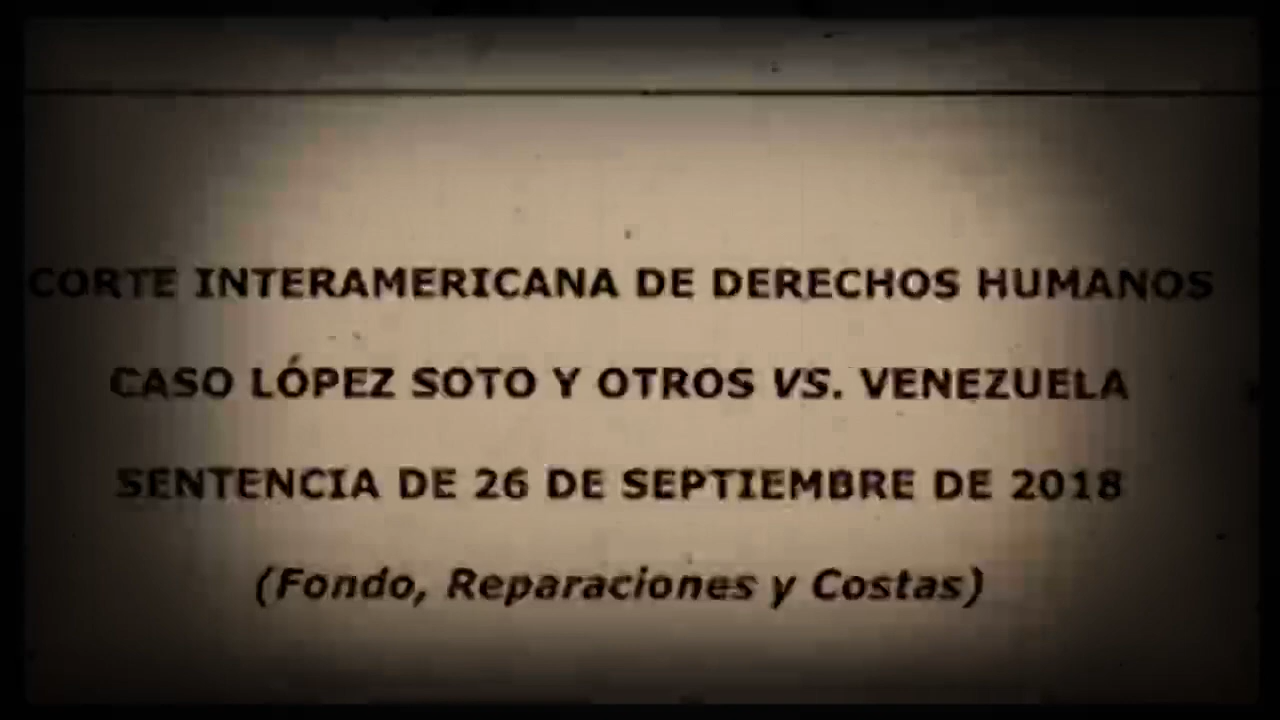 CORTE INTERAMERICANA DE DERECHOS HUMANOS
CASO LÓPEZ SOTO Y OTROS VS. VENEZUELA
SENTENCIA DE 26 DE SEPTIEMBRE DE 2018
(Fondo, Reparaciones y Costas)